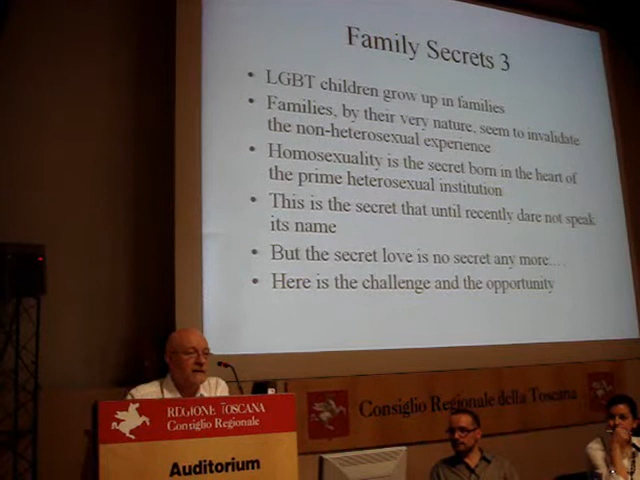 Family Secrets 3
• LGBT children grow up in families
• Families, by their very nature, seem to invalidate
the non-heterosexual experience
• Homosexuality is the secret born in the heart of
the prime heterosexual institution
• This is the secret that until recently dare not speak
its name
• But the secret love is no secret any more….
• Here is the challenge and the opportunity
REGIONE TOSCANA
Consiglio Regionale
Auditorium
Consiglio Regionale della Toscana